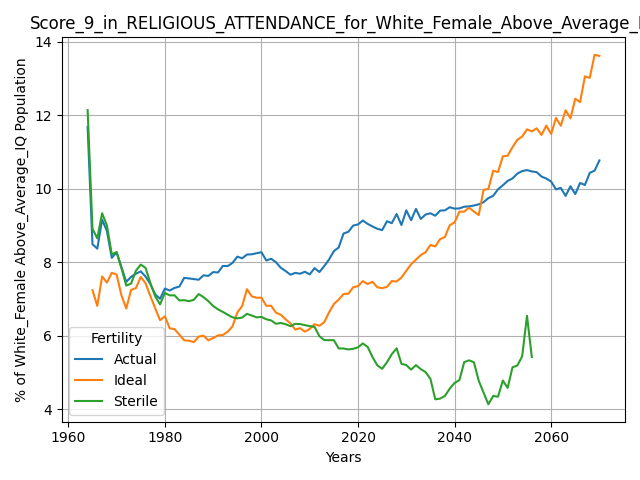 Score_9_in_RELIGIOUS_ATTENDANCE_for_White_Female_Above_Average_
% of White_Female Above_Average_IQ Population
14
12
10
8
6
4
Fertility
Actual
Ideal
Sterile
1960
1980
2000
2020
2040
2060
Years